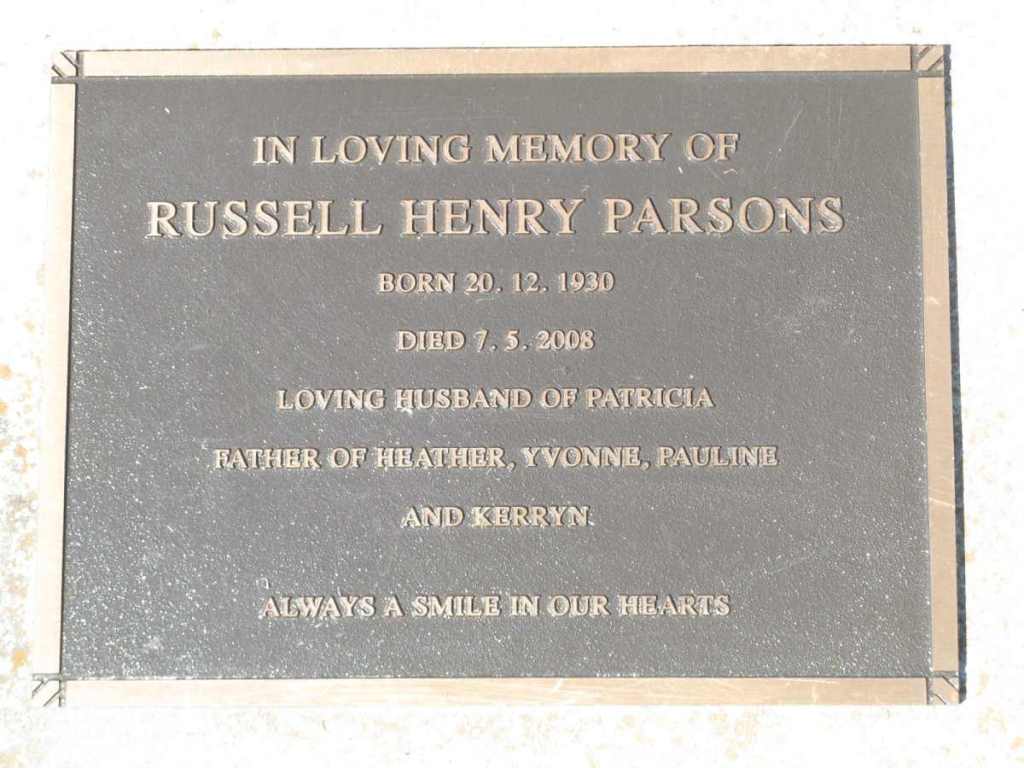 IN LOVING MEMORY OF
RUSSELL HENRY PARSONS
BORN 20. 12. 1930
DIED 7. 5. 2008
LOVING HUSBAND OF PATRICIA
FATHER OF HEATHER, YVONNE, PAULINE
AND KERRYN.
ALWAYS A SMILE IN OUR HEARTS